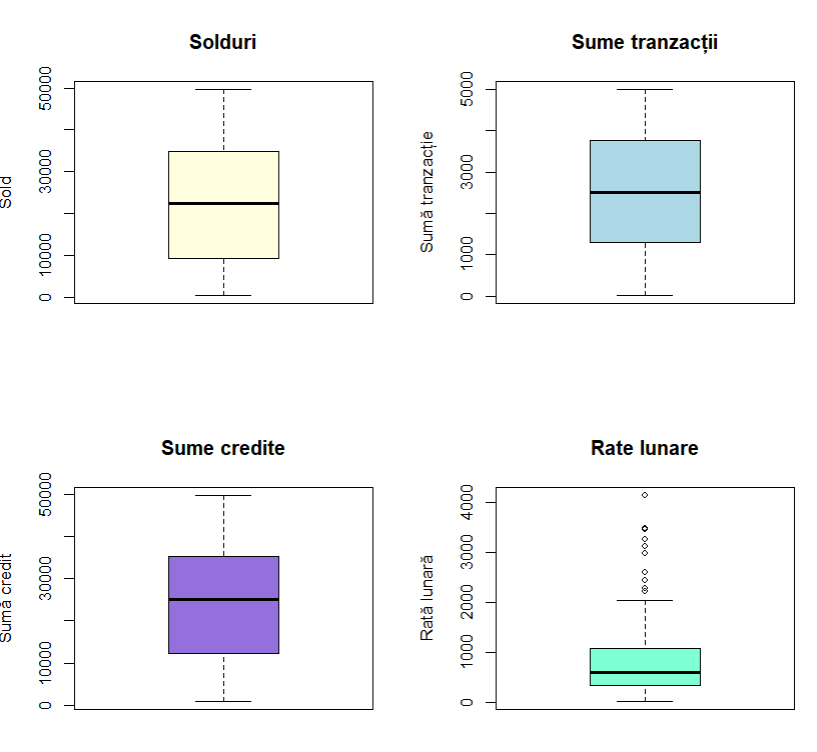 Solduri
Sold
50000
30000
10000
0
Sume tranzacții
Sumă tranzacție
5000
3000
1000
0
Sume credite
Sumă credit
50000
30000
10000
0
Rate lunare
Rată lunară
4000
3000
2000
1000
0